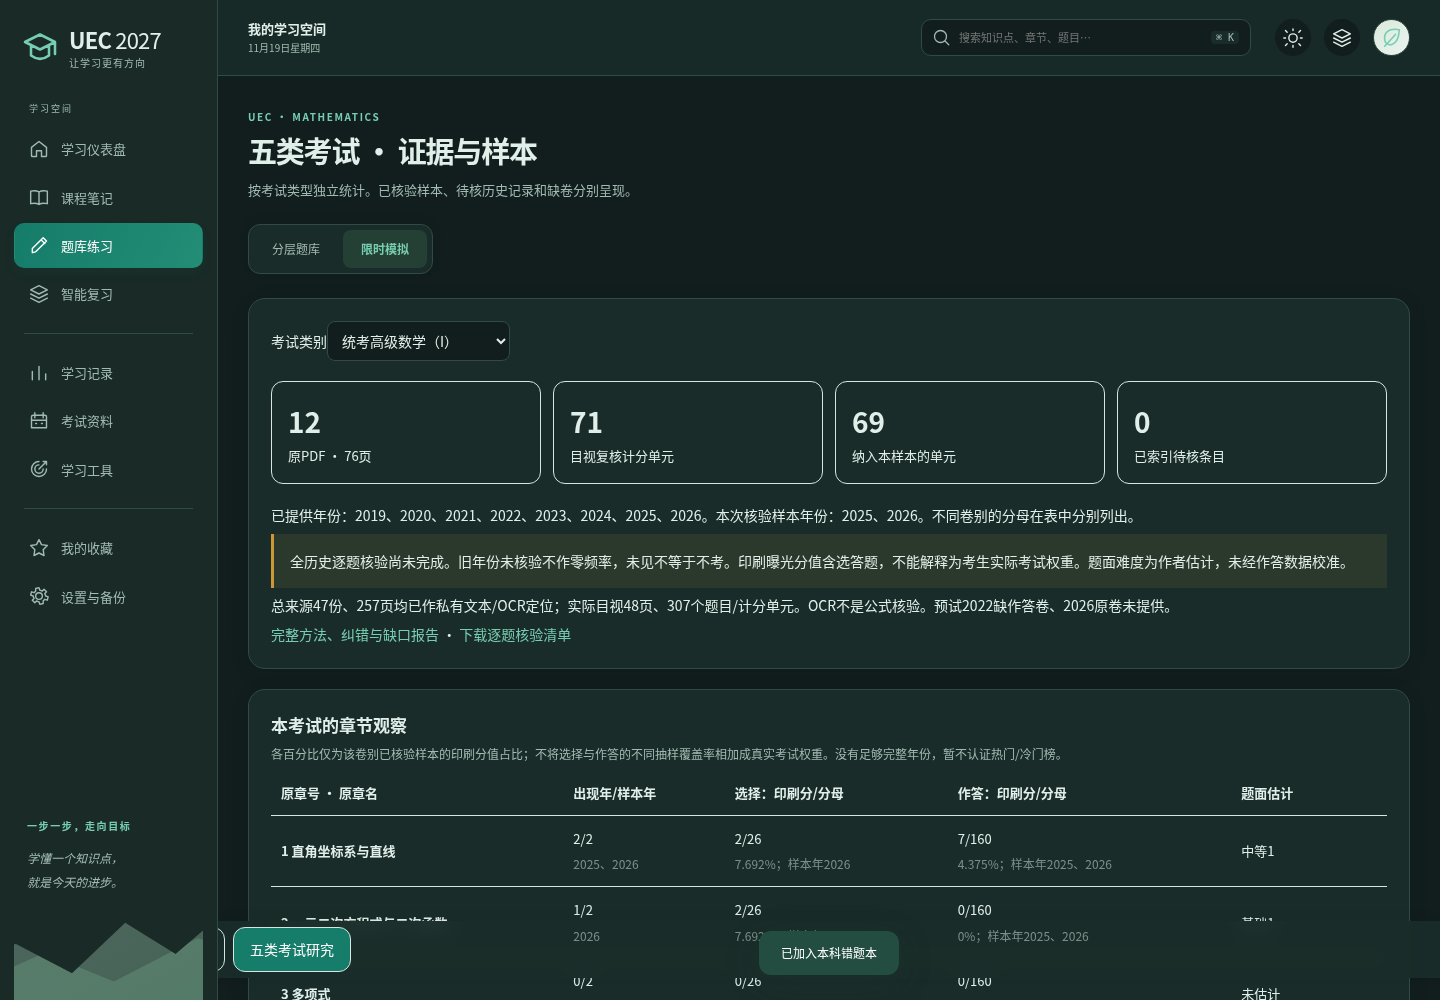 UEC 2027
让学习更有方向
学习空间
学习仪表盘
课程笔记
题库练习
智能复习
学习记录
考试资料
学习工具
我的收藏
设置与备份
一步一步，走向目标
学懂一个知识点，
就是今天的进步。
我的学习空间
11月19日星期四
搜索知识点、章节、题目…
⌘ K
UEC · MATHEMATICS
五类考试 · 证据与样本
按考试类型独立统计。已核验样本、待核历史记录和缺卷分别呈现。
分层题库
限时模拟
考试类别 统考高级数学（I）
12
原PDF · 76页
71
目视复核计分单元
69
纳入本样本的单元
0
已索引待核条目
已提供年份：2019、2020、2021、2022、2023、2024、2025、2026。本次核验样本年份：2025、2026。不同卷别的分母在表中分别列出。
全历史逐题核验尚未完成。旧年份未核验不作零频率，未见不等于不考。印刷曝光分值含选答题，不能解释为考生实际考试权重。题面难度为作者估计，未经作答数据校准。
总来源47份、257页均已作私有文本/OCR定位；实际目视48页、307个题目/计分单元。OCR不是公式核验。预试2022缺作答卷、2026原卷未提供。
完整方法、纠错与缺口报告 · 下载逐题核验清单
本考试的章节观察
各百分比仅为该卷别已核验样本的印刷分值占比；不将选择与作答的不同抽样覆盖率相加成真实考试权重。没有足够完整年份，暂不认证热门/冷门榜。
原章号 · 原章名 出现年/样本年 选择：印刷分/分母 作答：印刷分/分母 题面估计
1 直角坐标系与直线 2/2 2/26 7/160 中等1
2025、2026 7.692%；样本年2026 4.375%；样本年2025、2026
1/2 2/26 0/160
2026 0%；样本年2025、2026
五类考试研究
已加入本科错题本
3 多项式 0/2 0/26 0/160 未估计